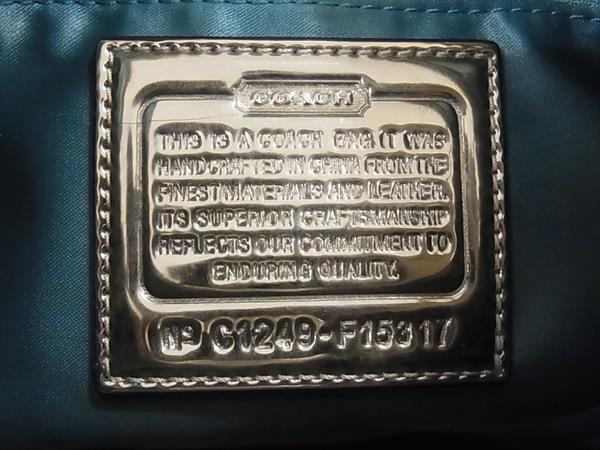 COACH
THIS IS A COACH BAG. IT WAS
HANDCRAFTED IN CHINA FROM THE
FINEST MATERIALS AND LEATHER.
ITS SUPERIOR CRAFTSMANSHIP
REFLECTS OUR COMMITMENT TO
ENDURING QUALITY.
Nº C1249-F15317